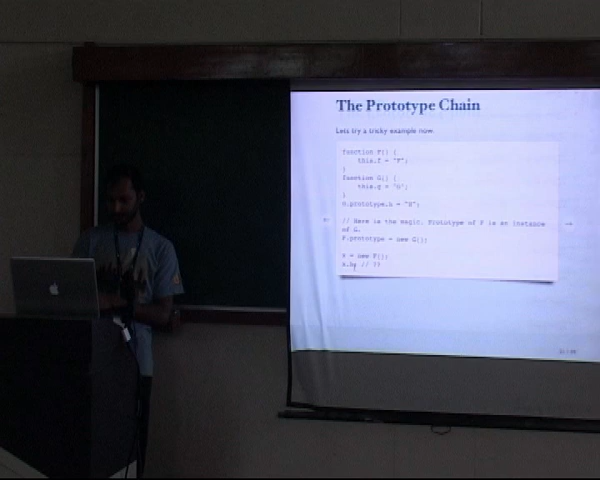 The Prototype Chain
Lets try a tricky example now.
function F() {
this.f = "F";
}
function G() {
this.g = "G";
}
.prototype.h = "H";
// Here is the magic. Prototype of F is an instance
of G.
F.prototype = new G();
= new F();
// ??